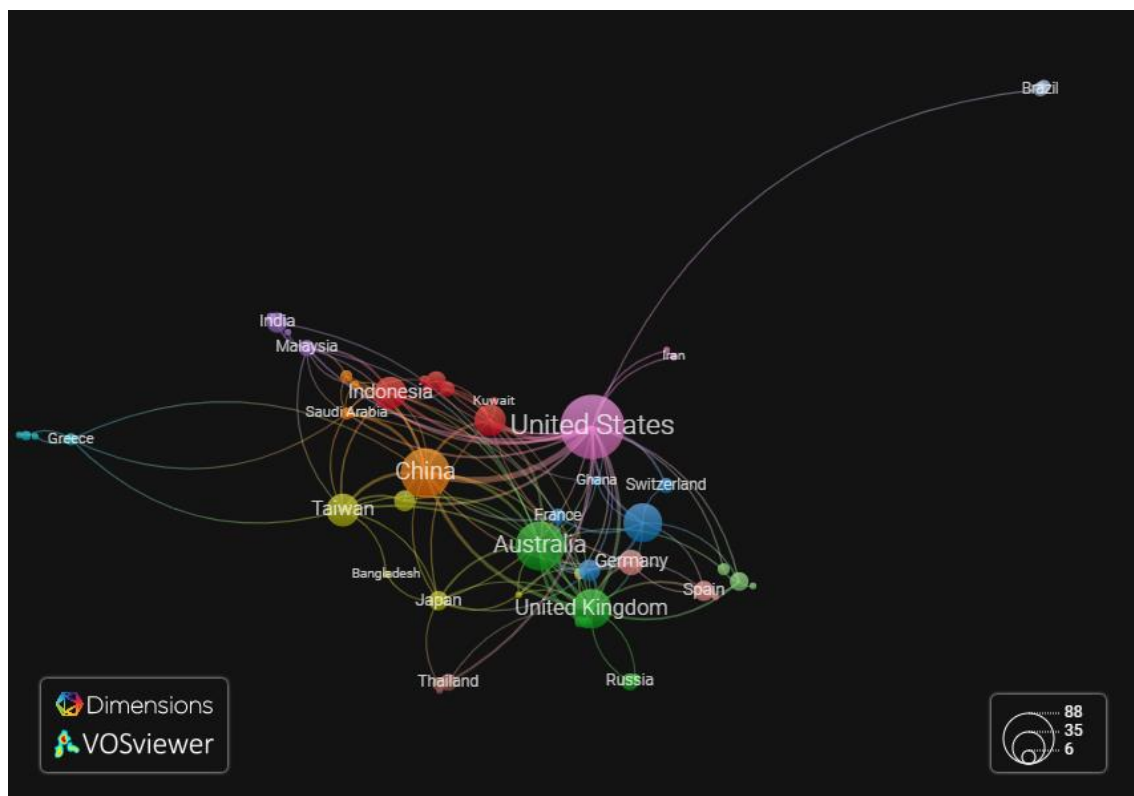 Brazil
India
Malaysia
Iran
Indonesia
Kuwait
Saudi Arabia
United States
Greece
China
Ghana
Switzerland
Taiwan
France
Australia
Germany
Bangladesh
Spain
Japan
United Kingdom
Thailand
Russia
Dimensions
VOSviewer
88
35
6